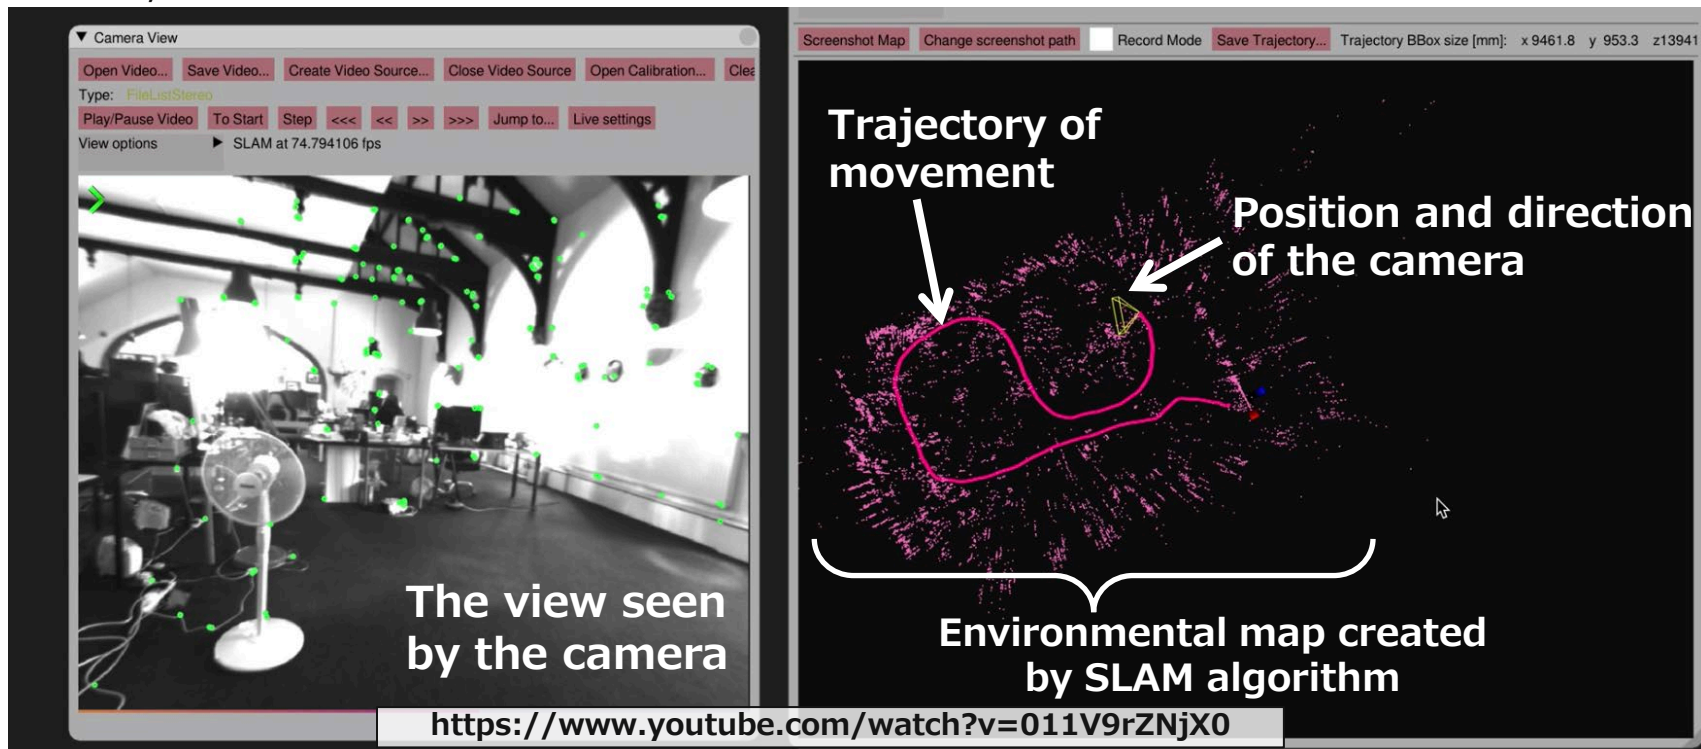 Camera View
Open Video... Save Video... Create Video Source... Close Video Source Open Calibration...
Type: FileListStereo
Play/Pause Video To Start Step <<< << >> >>> Jump to... Live settings
View options SLAM at 74.794106 fps
The view seen
by the camera
Screenshot Map Change screenshot path Record Mode Save Trajectory... Trajectory BBox size [mm]: x 9461.8 y 953.3 z13941
Trajectory of
movement
Position and direction
of the camera
Environmental map created
by SLAM algorithm
https://www.youtube.com/watch?v=011V9rZNjX0